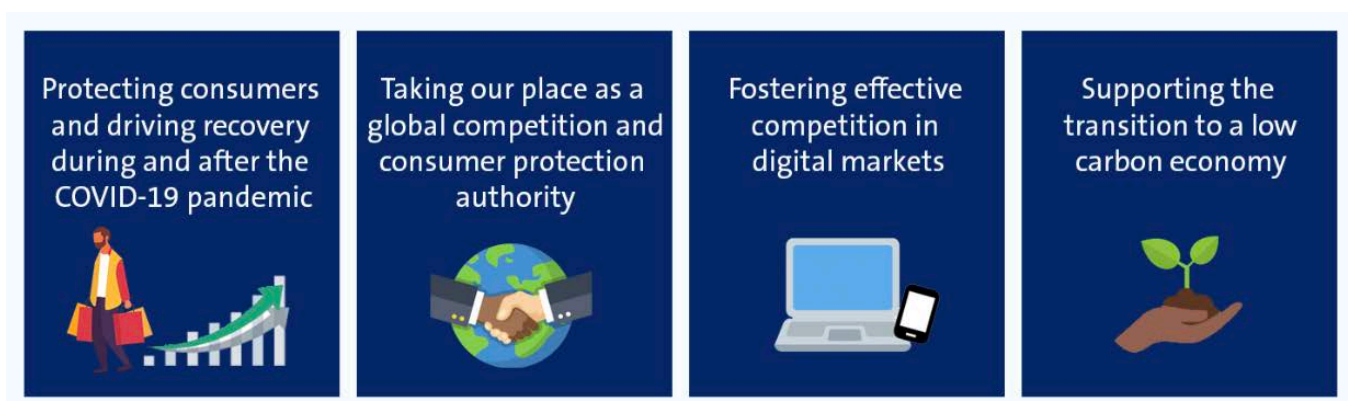 Protecting consumers
and driving recovery
during and after the
COVID-19 pandemic
Taking our place as a
global competition and
consumer protection
authority
Fostering effective
competition in
digital markets
Supporting the
transition to a low
carbon economy